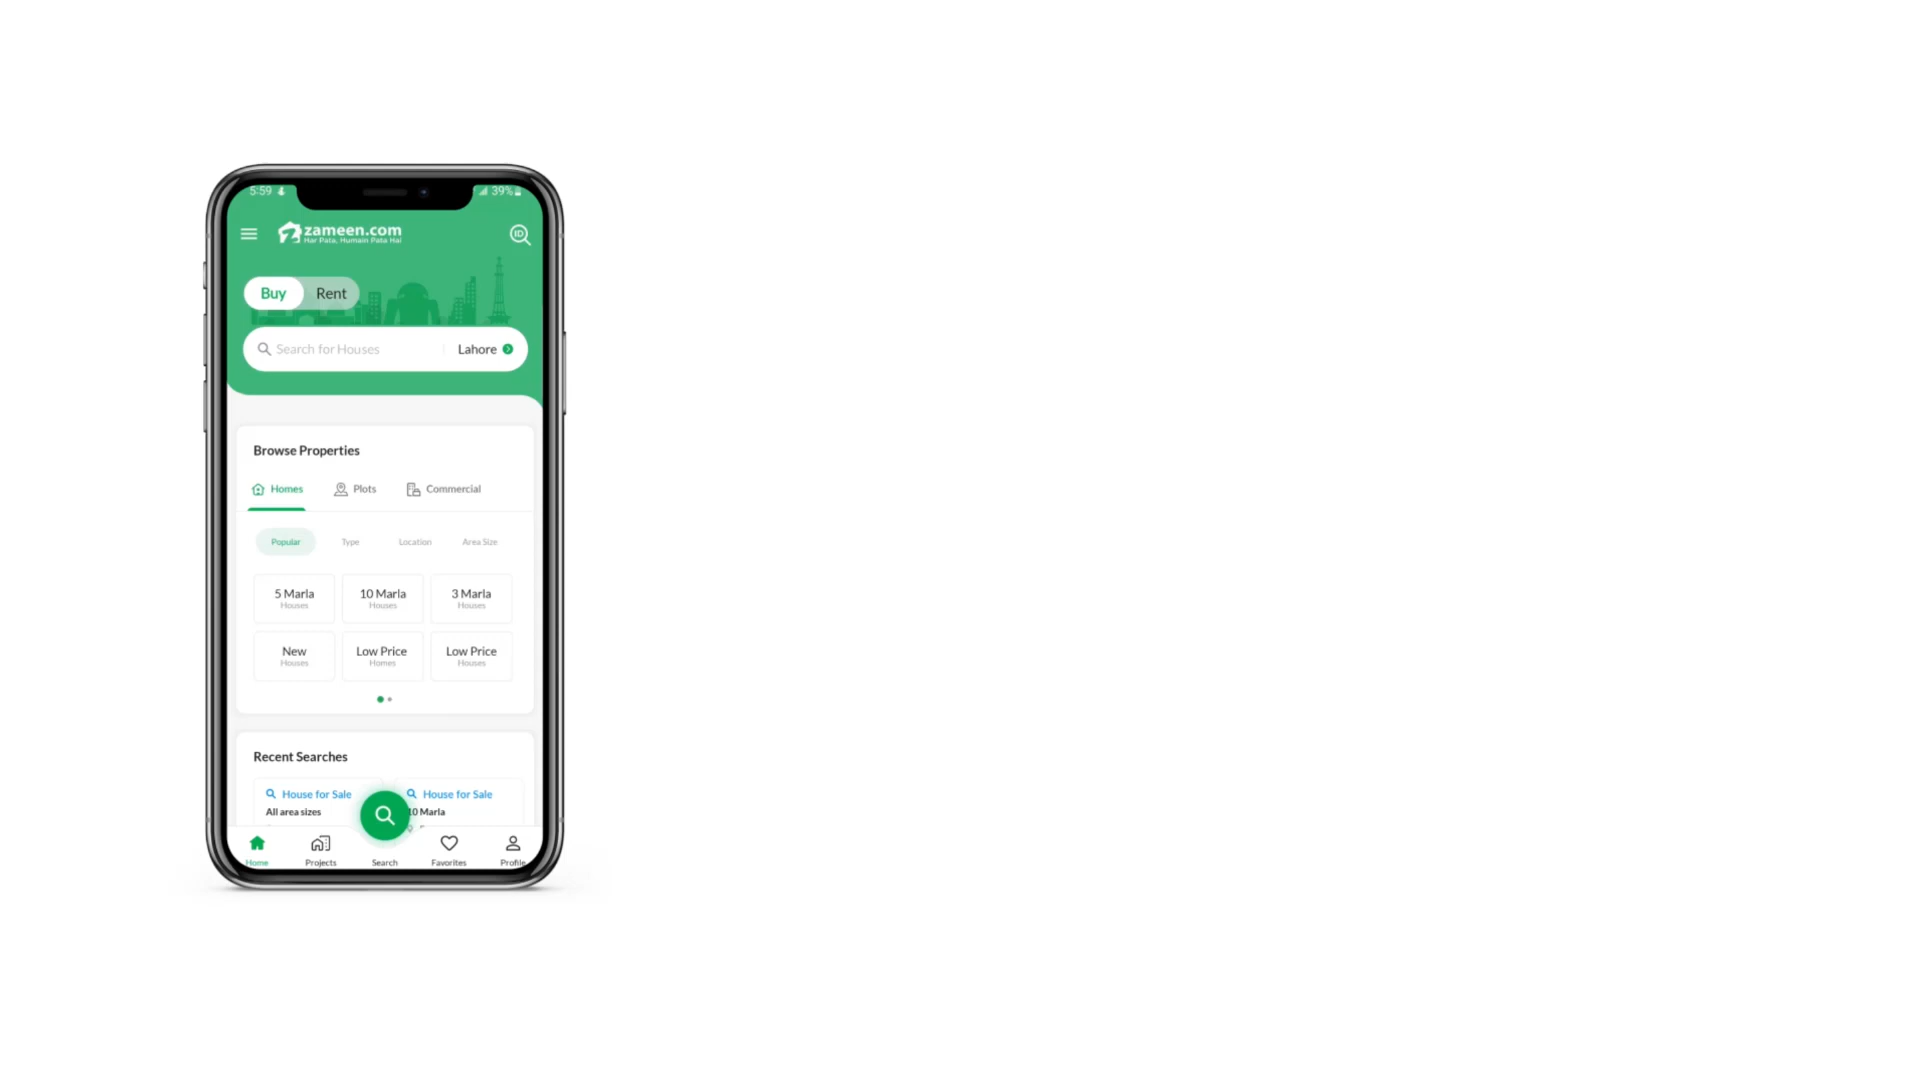 5:59 39%
zameen.com
Har Pata, Humain Pata Hai
ID
Buy Rent
Search for Houses Lahore
Browse Properties
Homes Plots Commercial
Popular Type Location Area Size
5 Marla 10 Marla 3 Marla
Houses Houses Houses
New Low Price Low Price
Houses Homes Houses
Recent Searches
House for Sale House for Sale
All area sizes 10 Marla
Home Projects Search Favorites Profile